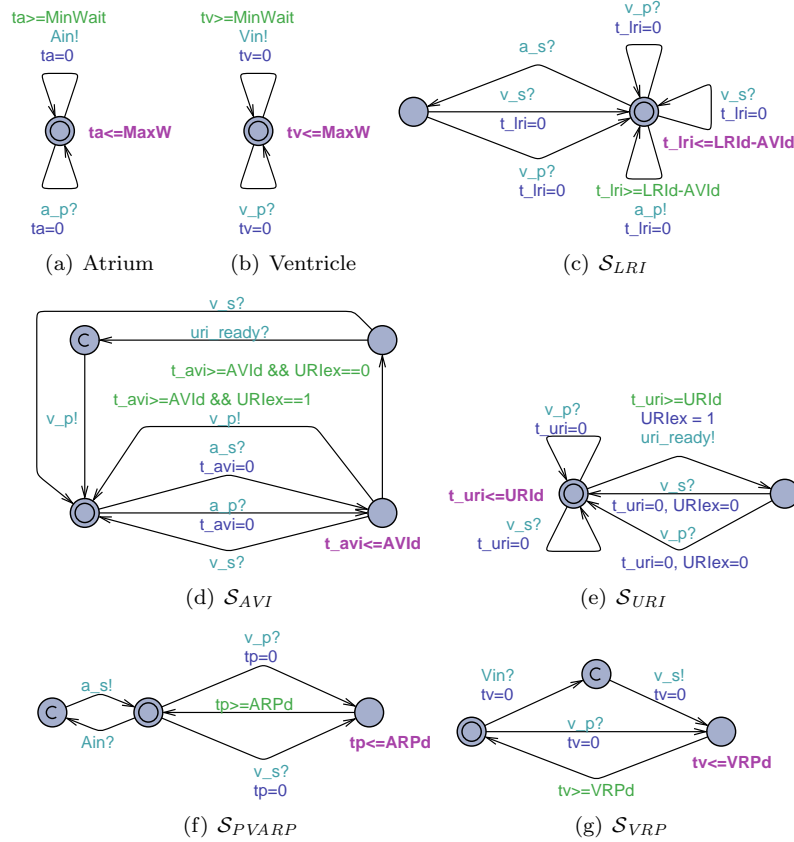 ta>=MinWait
Ain!
ta=0
ta<=MaxW
a_p?
ta=0
(a) Atrium
tv>=MinWait
Vin!
tv=0
tv<=MaxW
v_p?
tv=0
(b) Ventricle
v_p?
t_lri=0
a_s?
v_s?
t_lri=0
v_s?
t_lri=0
t_lri<=LRId-AVId
v_p?
t_lri=0
t_lri>=LRId-AVId
a_p!
t_lri=0
(c) S_LRI
v_s?
uri_ready?
C
t_avi>=AVId && URIex==0
t_avi>=AVId && URIex==1
v_p!
v_p!
a_s?
t_avi=0
a_p?
t_avi=0
t_avi<=AVId
v_s?
(d) S_AVI
v_p?
t_uri=0
t_uri>=URId
URIex = 1
uri_ready!
t_uri<=URId
v_s?
t_uri=0, URIex=0
v_s?
t_uri=0
v_p?
t_uri=0, URIex=0
(e) S_URI
a_s!
C
Ain?
v_p?
tp=0
tp>=ARPd
tp<=ARPd
v_s?
tp=0
(f) S_PVARP
Vin?
tv=0
C
v_s!
tv=0
v_p?
tv=0
tv<=VRPd
tv>=VRPd
(g) S_VRP